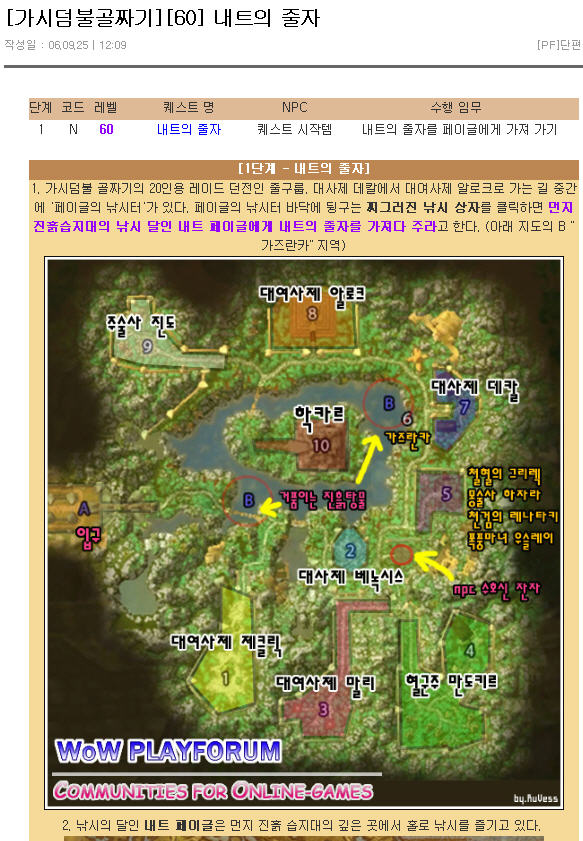 [가시덤불골짜기][60] 내트의 줄자
작성일 : 06,09,25 | 12:09 [PF]단편
단계 코드 레벨 퀘스트 명 NPC 수행 임무
1 N 60 내트의 줄자 퀘스트 시작템 내트의 줄자를 페이글에게 가져 가기
[1단계 - 내트의 줄자]
1. 가시덤불 골짜기의 20인용 레이드 던전인 줄구룹, 대사제 데칼에서 대여사제 알로크로 가는 길 중간
에 '페이글의 낚시터'가 있다. 페이글의 낚시터 바닥에 뒹구는 찌그러진 낚시 상자를 클릭하면 먼지
진흙습지대의 낚시 달인 내트 페이글에게 내트의 줄자를 가져다 주라고 한다. (아래 지도의 B "
가즈란카" 지역)
대여사제 알로크
8
주술사 진도
9
대사제 데칼
7
B
6
가즈란카
학카르
10
철혈의 그리렉
몽술사 하자라
천검의 레나타키
폭풍마녀 우슐레이
5
A
입구
B
거품이는 진흙탕물
2
대사제 베녹시스
npc 수호신 잔자
대여사제 제클릭
1
대여사제 말리
3
4
혈군주 만도키르
WoW PLAYFORUM
COMMUNITIES FOR ONLINE-GAMES
by.RuVess
2. 낚시의 달인 내트 페이글은 먼지 진흙 습지대의 깊은 곳에서 홀로 낚시를 즐기고 있다.